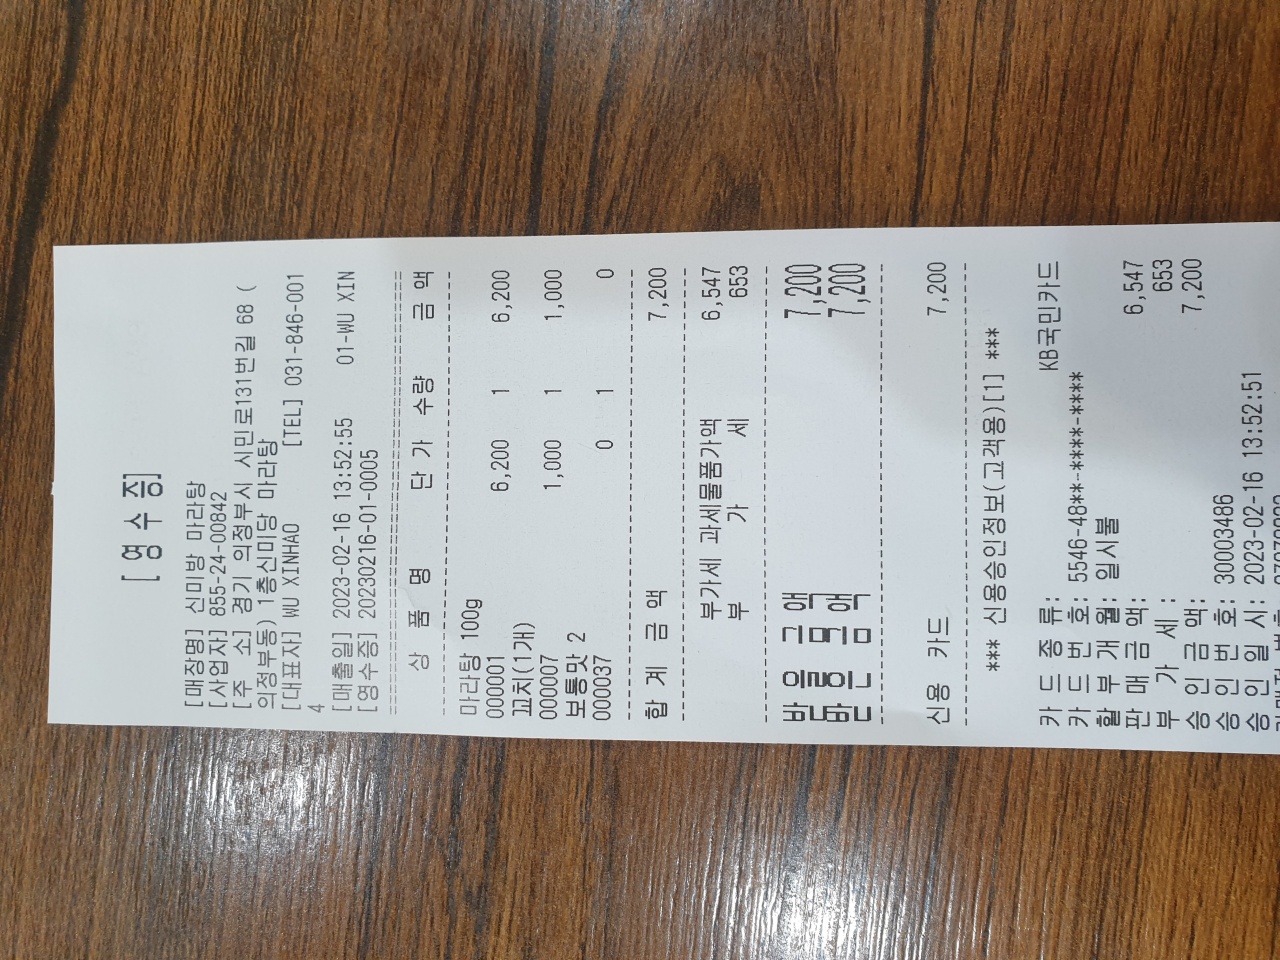 [ 영 수 증 ]
[매장명] 신미방 마라탕
[사업자] 855-24-00842
[주 소] 경기 의정부시 시민로131번길 68 (
의정부동) 1층신미당 마라탕
[대표자] WU XINHAO [TEL] 031-846-001
4
[매출일] 2023-02-16 13:52:55 01-WU XIN
[영수증] 20230216-01-0005
상 품 명 단 가 수량 금 액
마라탕 100g
000001 6,200 1 6,200
꼬치(1개)
000007 1,000 1 1,000
보통맛 2
000037 0 1 0
합 계 금 액 7,200
부가세 과세물품가액 6,547
부 가 세 653
받을금액 7,200
받은금액 7,200
신용 카드 7,200
*** 신용승인정보(고객용)[1] ***
카 드 종 류: KB국민카드
카 드 번 호: 5546-48**-****-****
할 부 개 월: 일시불
판 매 금 액: 6,547
부 가 세: 653
승 인 금 액: 7,200
승 인 번 호: 30003486
승 인 일 시: 2023-02-16 13:52:51